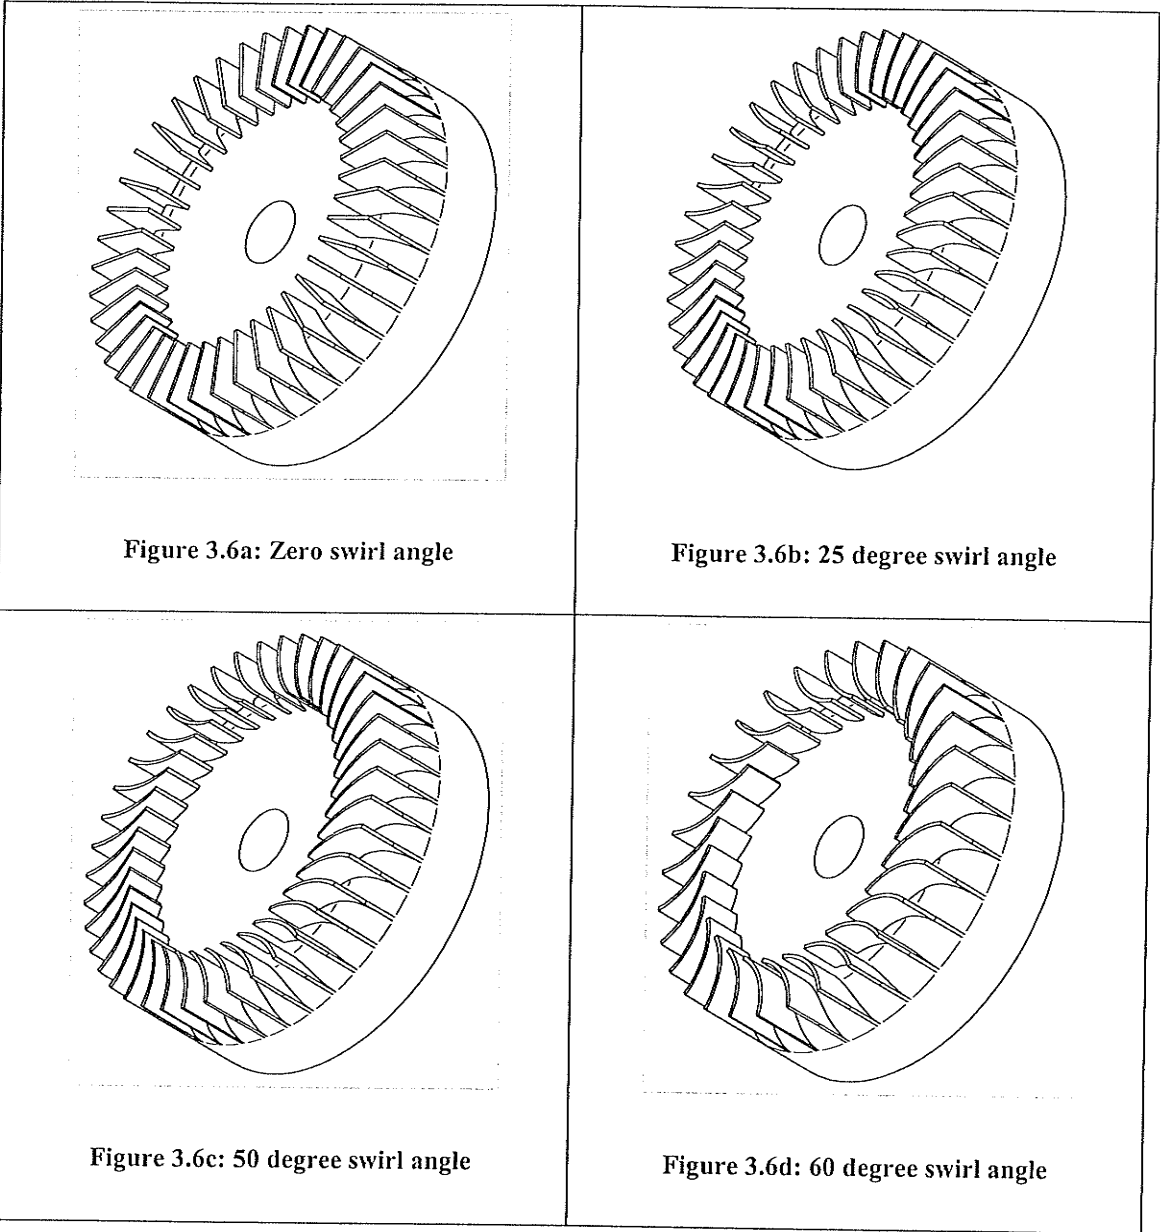 Figure 3.6a: Zero swirl angle
Figure 3.6b: 25 degree swirl angle
Figure 3.6c: 50 degree swirl angle
Figure 3.6d: 60 degree swirl angle